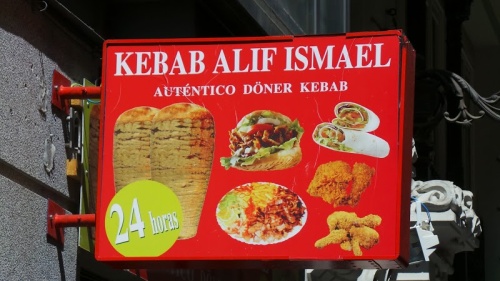 KEBAB ALIF ISMAEL
AUTÉNTICO DÖNER KEBAB
24 horas